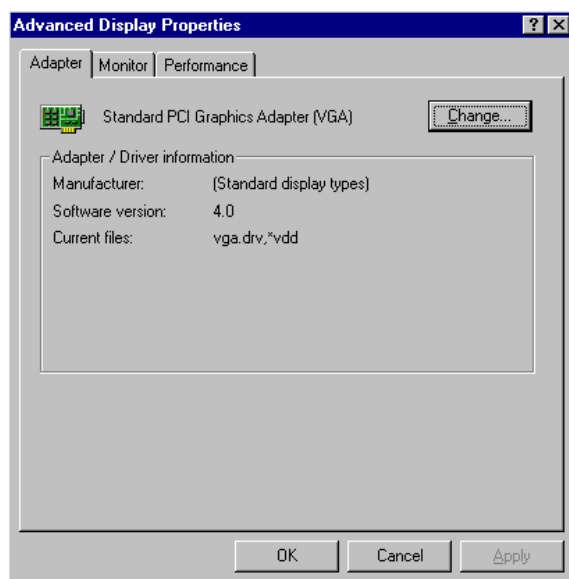 Advanced Display Properties
Adapter Monitor Performance
Standard PCI Graphics Adapter (VGA) Change...
Adapter / Driver information
Manufacturer: (Standard display types)
Software version: 4.0
Current files: vga.drv,*vdd
OK Cancel Apply